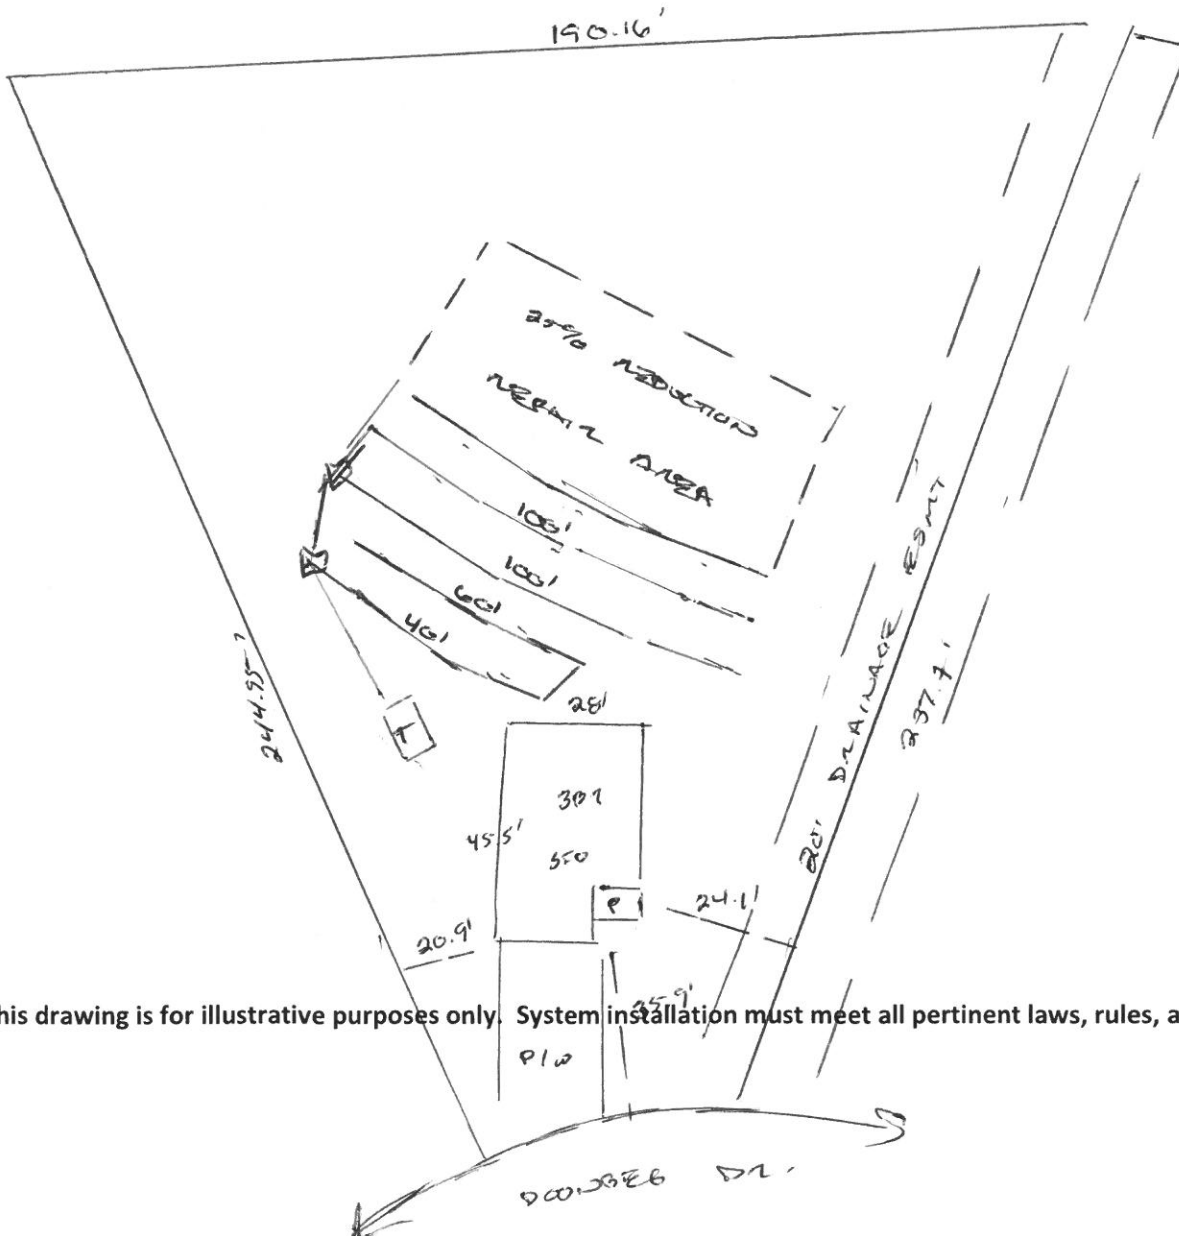 190.16'
25% REDUCTION
REPAIR AREA
100'
100'
60'
40'
244.95'
T
28'
20' DRAINAGE ESMT
237.7'
3BR
45.5'
SFD
P
24.1'
20.9'
35.9'
his drawing is for illustrative purposes only. System installation must meet all pertinent laws, rules, a
DR.